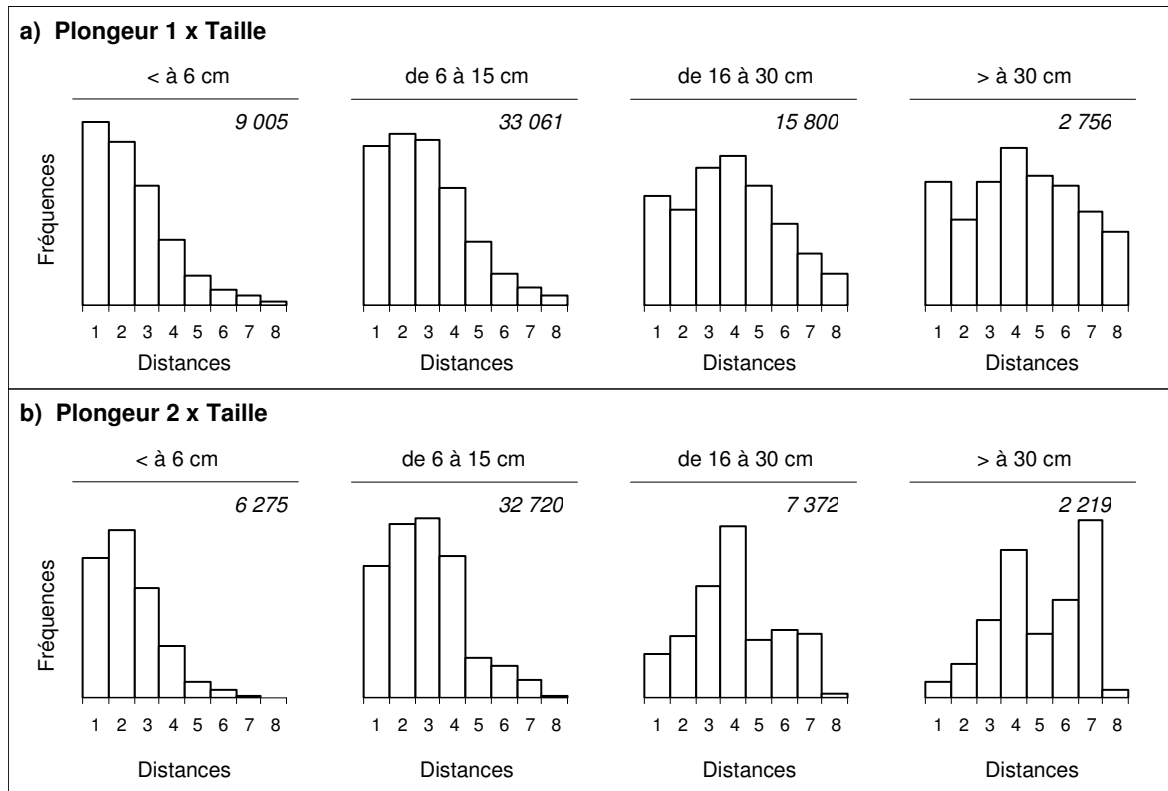 a) Plongeur 1 x Taille
< à 6 cm de 6 à 15 cm de 16 à 30 cm > à 30 cm
9 005 33 061 15 800 2 756
Fréquences
1 2 3 4 5 6 7 8 1 2 3 4 5 6 7 8 1 2 3 4 5 6 7 8 1 2 3 4 5 6 7 8
Distances Distances Distances Distances
b) Plongeur 2 x Taille
< à 6 cm de 6 à 15 cm de 16 à 30 cm > à 30 cm
6 275 32 720 7 372 2 219
Fréquences
1 2 3 4 5 6 7 8 1 2 3 4 5 6 7 8 1 2 3 4 5 6 7 8 1 2 3 4 5 6 7 8
Distances Distances Distances Distances